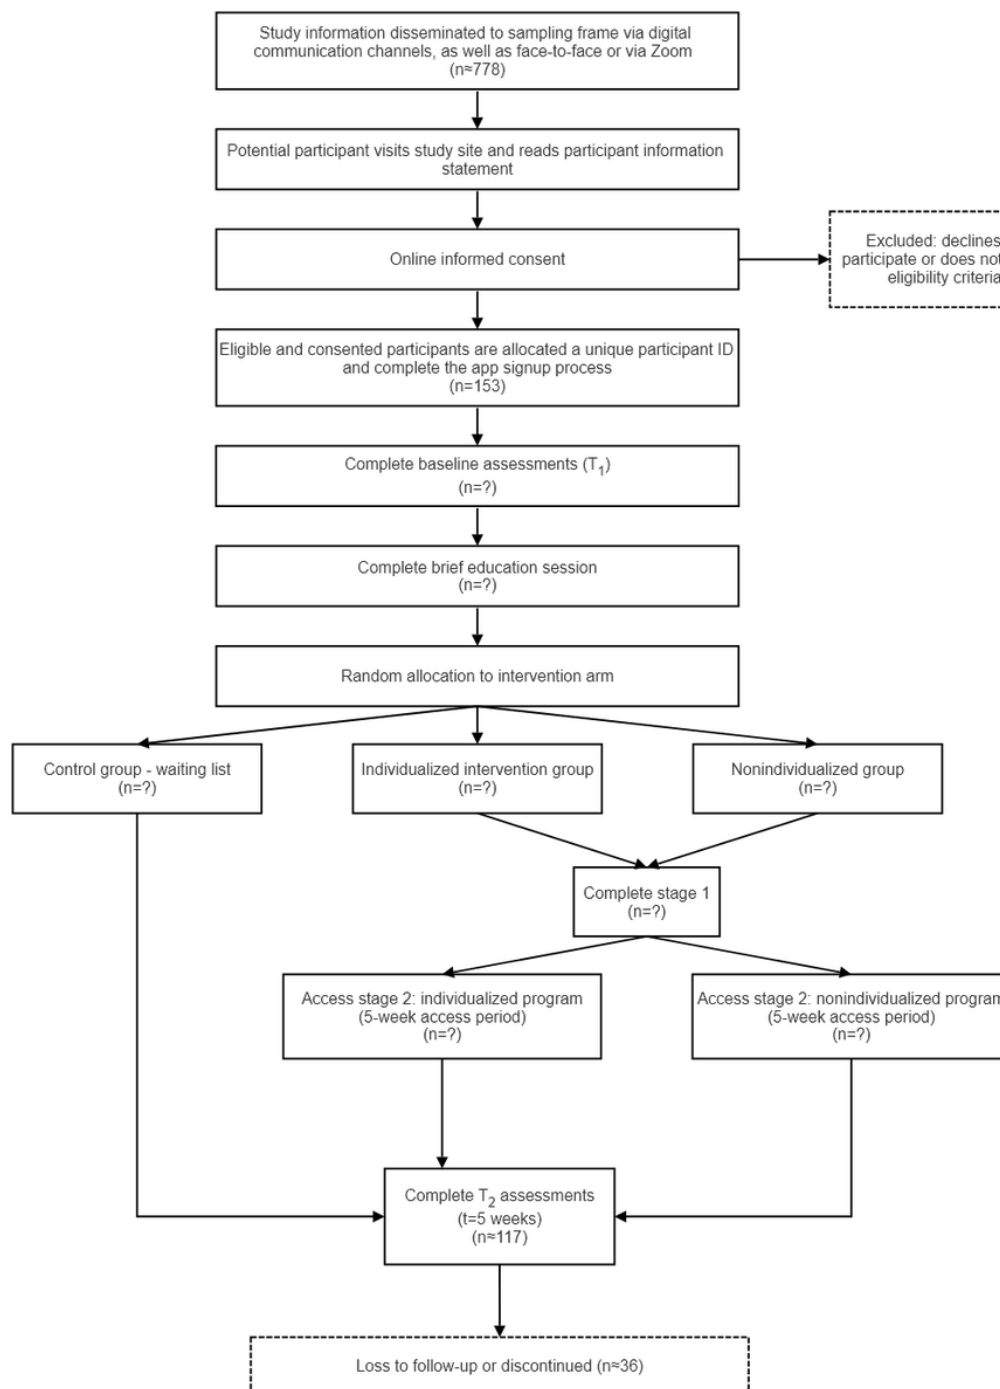 Study information disseminated to sampling frame via digital
communication channels, as well as face-to-face or via Zoom
(n≈778)
Potential participant visits study site and reads participant information
statement
Online informed consent
Excluded: declines
participate or does not
eligibility criteria
Eligible and consented participants are allocated a unique participant ID
and complete the app signup process
(n=153)
Complete baseline assessments (T1)
(n=?)
Complete brief education session
(n=?)
Random allocation to intervention arm
Control group - waiting list
(n=?)
Individualized intervention group
(n=?)
Nonindividualized group
(n=?)
Complete stage 1
(n=?)
Access stage 2: individualized program
(5-week access period)
(n=?)
Access stage 2: nonindividualized program
(5-week access period)
(n=?)
Complete T2 assessments
(t=5 weeks)
(n≈117)
Loss to follow-up or discontinued (n≈36)